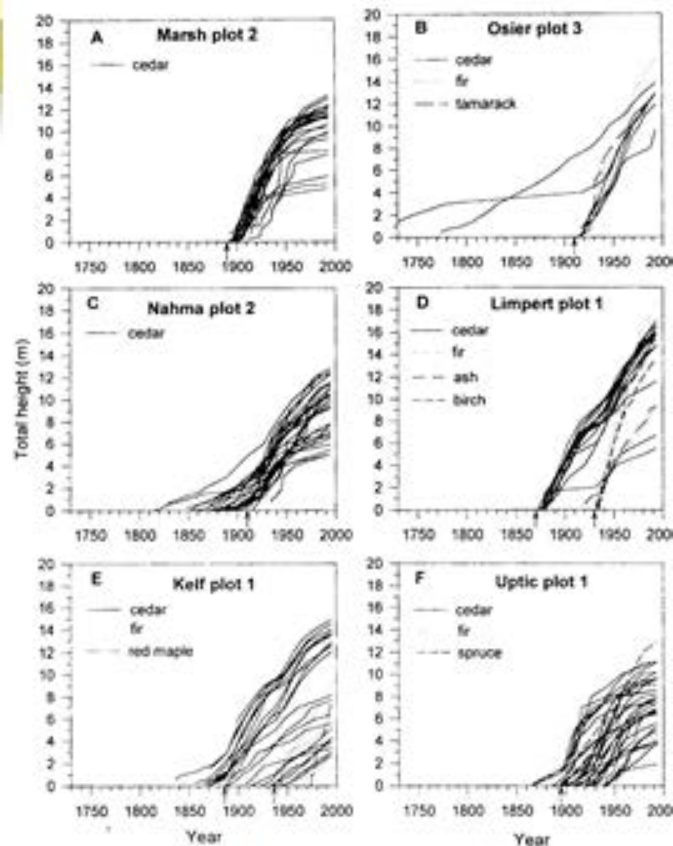 A Marsh plot 2
cedar
20
18
16
14
12
10
8
6
4
2
0
1750 1800 1850 1900 1950 2000
B Osier plot 3
cedar
fir
tamarack
20
18
16
14
12
10
8
6
4
2
0
1750 1800 1850 1900 1950 2000
Total height (m)
C Nahma plot 2
cedar
20
18
16
14
12
10
8
6
4
2
0
1750 1800 1850 1900 1950 2000
D Limpert plot 1
cedar
fir
ash
birch
20
18
16
14
12
10
8
6
4
2
0
1750 1800 1850 1900 1950 2000
E Kelf plot 1
cedar
fir
red maple
20
18
16
14
12
10
8
6
4
2
0
1750 1800 1850 1900 1950 2000
Year
F Uptic plot 1
cedar
fir
spruce
20
18
16
14
12
10
8
6
4
2
0
1750 1800 1850 1900 1950 2000
Year